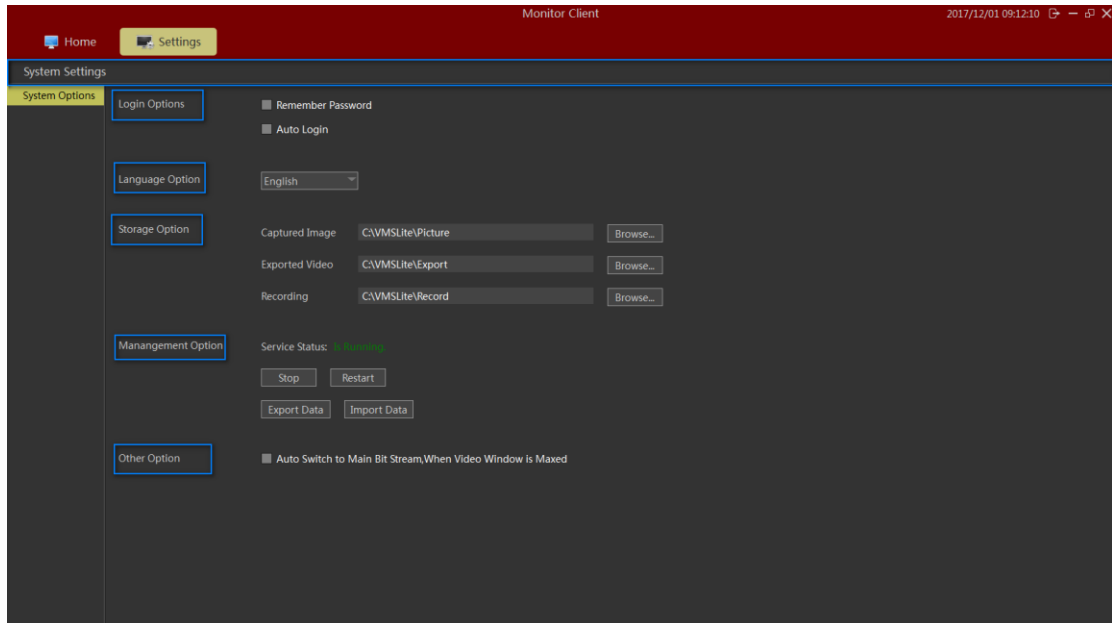 Monitor Client
2017/12/01 09:12:10
Home
Settings
System Settings
System Options
Login Options
Remember Password
Auto Login
Language Option
English
Storage Option
Captured Image
C:\VMSLite\Picture
Browse...
Exported Video
C:\VMSLite\Export
Browse...
Recording
C:\VMSLite\Record
Browse...
Manangement Option
Service Status: Is Running.
Stop
Restart
Export Data
Import Data
Other Option
Auto Switch to Main Bit Stream,When Video Window is Maxed